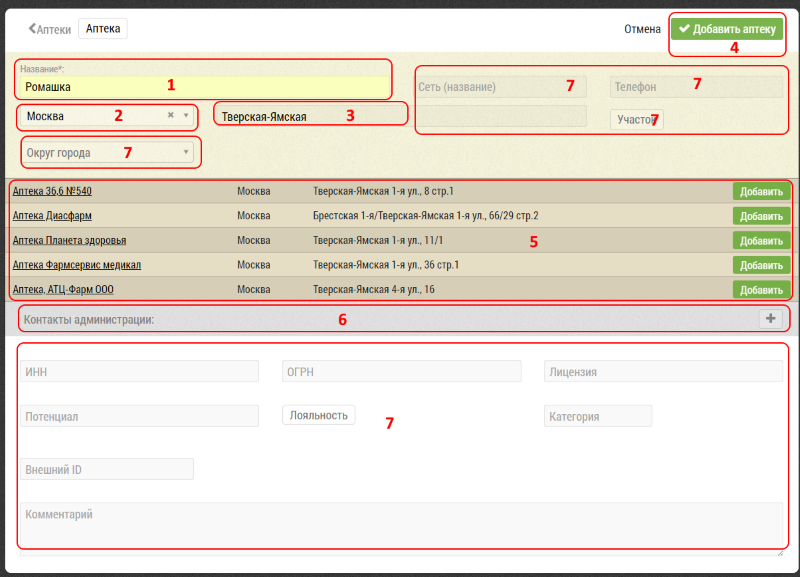 Аптеки Аптека Отмена Добавить аптеку
4
Название*:
1
Ромашка Сеть (название) 7 Телефон 7
Москва 2 Тверская-Ямская 3 Участок 7
Округ города 7
Аптека 36,6 №540 Москва Тверская-Ямская 1-я ул., 8 стр.1 Добавить
Аптека Диасфарм Москва Брестская 1-я/Тверская-Ямская 1-я ул., 66/29 стр.2 Добавить
Аптека Планета здоровья Москва Тверская-Ямская 1-я ул., 11/1 5 Добавить
Аптека Фармсервис медикал Москва Тверская-Ямская 1-я ул., 36 стр.1 Добавить
Аптека, АТЦ-Фарм ООО Москва Тверская-Ямская 4-я ул., 16 Добавить
Контакты администрации: 6 +
ИНН ОГРН Лицензия
Потенциал Лояльность 7 Категория
Внешний ID
Комментарий